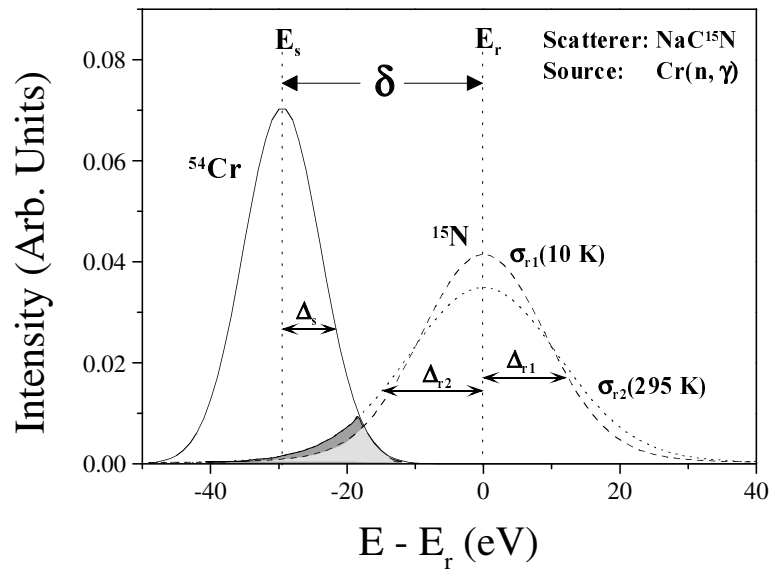 E_s
E_r
Scatterer: NaC¹⁵N
Source: Cr(n, γ)
δ
⁵⁴Cr
¹⁵N
σ_r1(10 K)
Δ_s
Δ_r2
Δ_r1
σ_r2(295 K)
Intensity (Arb. Units)
0.08
0.06
0.04
0.02
0.00
-40 -20 0 20 40
E - E_r (eV)